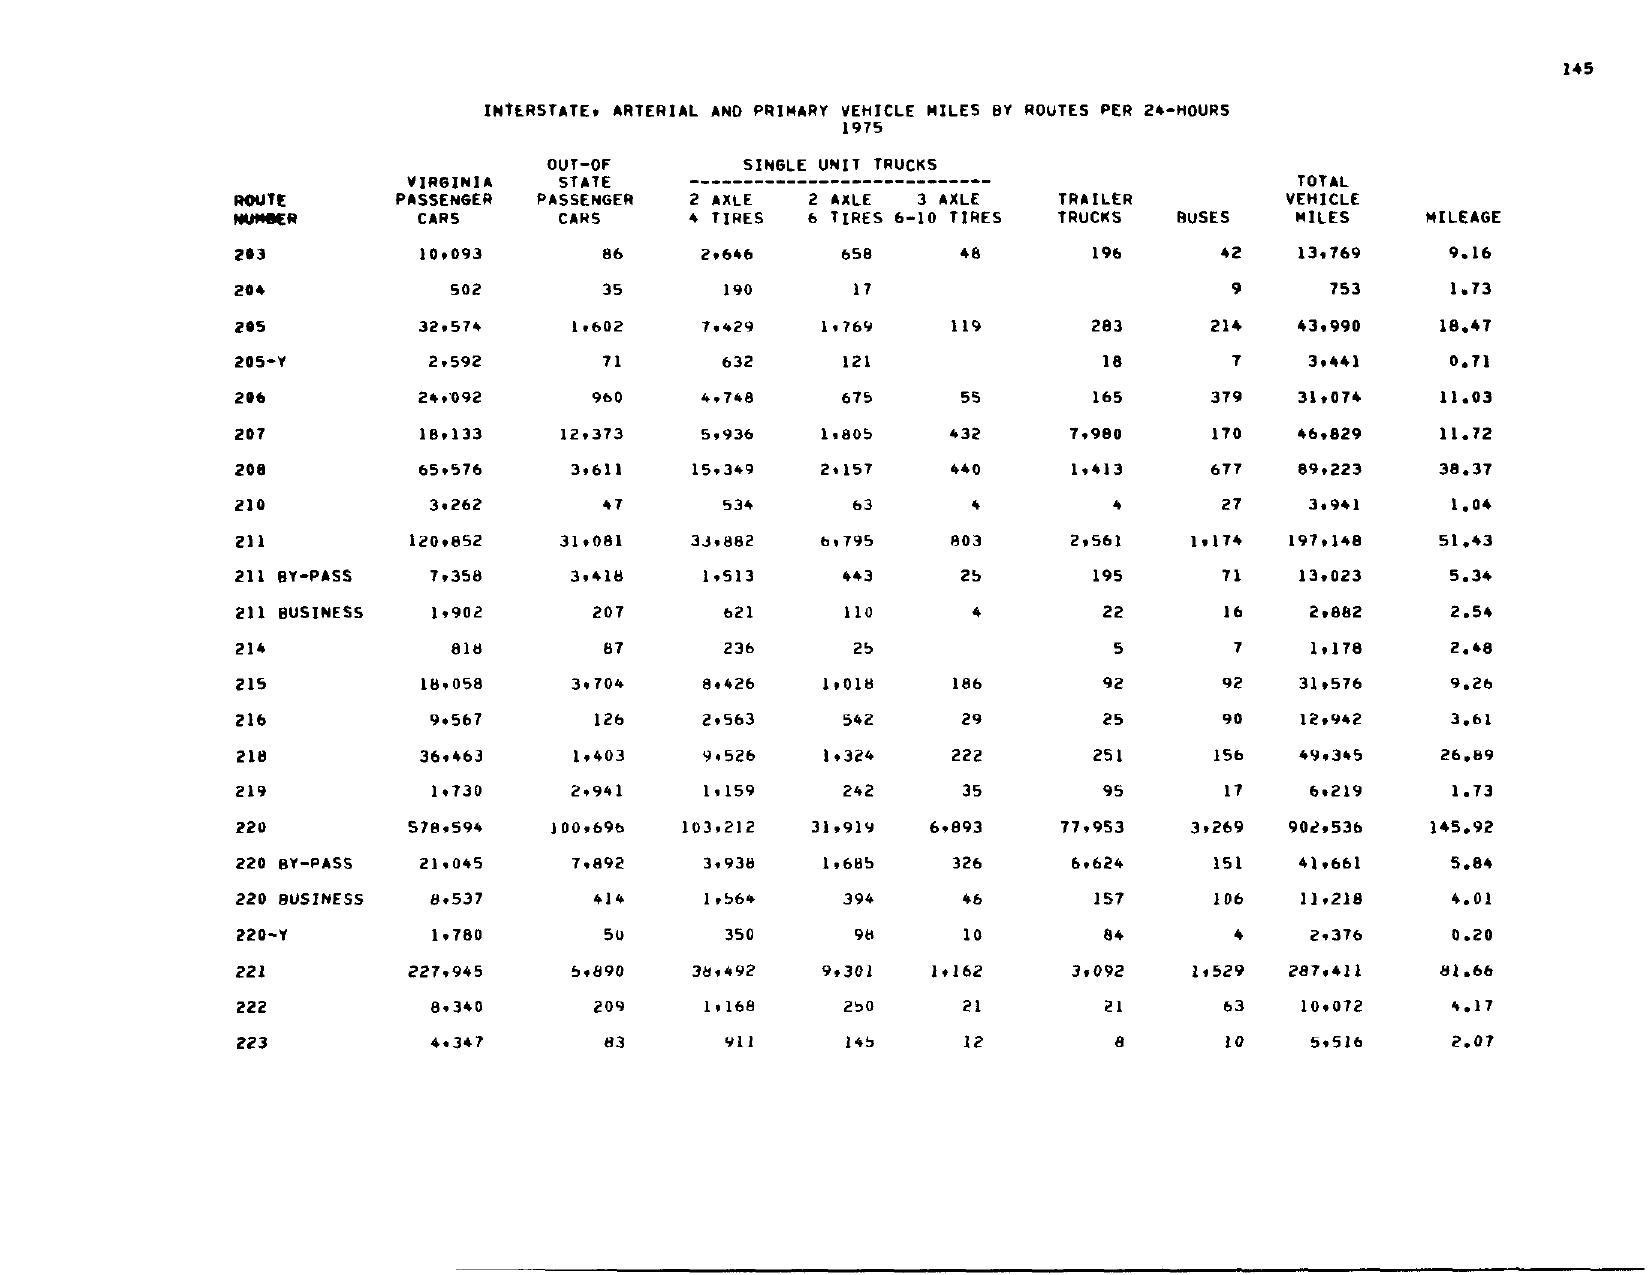 145
INTERSTATE, ARTERIAL AND PRIMARY VEHICLE MILES BY ROUTES PER 24-HOURS
1975
OUT-OF SINGLE UNIT TRUCKS
VIRGINIA STATE ---------------------------- TOTAL
ROUTE PASSENGER PASSENGER 2 AXLE 2 AXLE 3 AXLE TRAILER VEHICLE
NUMBER CARS CARS 4 TIRES 6 TIRES 6-10 TIRES TRUCKS BUSES MILES MILEAGE
203 10,093 86 2,646 658 48 196 42 13,769 9.16
204 502 35 190 17 9 753 1.73
205 32,574 1,602 7,429 1,769 119 283 214 43,990 18.47
205-Y 2,592 71 632 121 18 7 3,441 0.71
206 24,092 960 4,748 675 55 165 379 31,074 11.03
207 18,133 12,373 5,936 1,805 432 7,980 170 46,829 11.72
208 65,576 3,611 15,349 2,157 440 1,413 677 89,223 38.37
210 3,262 47 534 63 4 4 27 3,941 1.04
211 120,852 31,081 33,882 6,795 803 2,561 1,174 197,148 51.43
211 BY-PASS 7,358 3,418 1,513 443 25 195 71 13,023 5.34
211 BUSINESS 1,902 207 621 110 4 22 16 2,882 2.54
214 818 87 236 25 5 7 1,178 2.48
215 18,058 3,704 8,426 1,018 186 92 92 31,576 9.26
216 9,567 126 2,563 542 29 25 90 12,942 3.61
218 36,463 1,403 9,526 1,324 222 251 156 49,345 26.89
219 1,730 2,941 1,159 242 35 95 17 6,219 1.73
220 578,594 100,696 103,212 31,919 6,893 77,953 3,269 902,536 145.92
220 BY-PASS 21,045 7,892 3,938 1,685 326 6,624 151 41,661 5.84
220 BUSINESS 8,537 414 1,564 394 46 157 106 11,218 4.01
220-Y 1,780 50 350 98 10 84 4 2,376 0.20
221 227,945 5,890 38,492 9,301 1,162 3,092 1,529 287,411 81.66
222 8,340 209 1,168 250 21 21 63 10,072 4.17
223 4,347 83 911 145 12 8 10 5,516 2.07